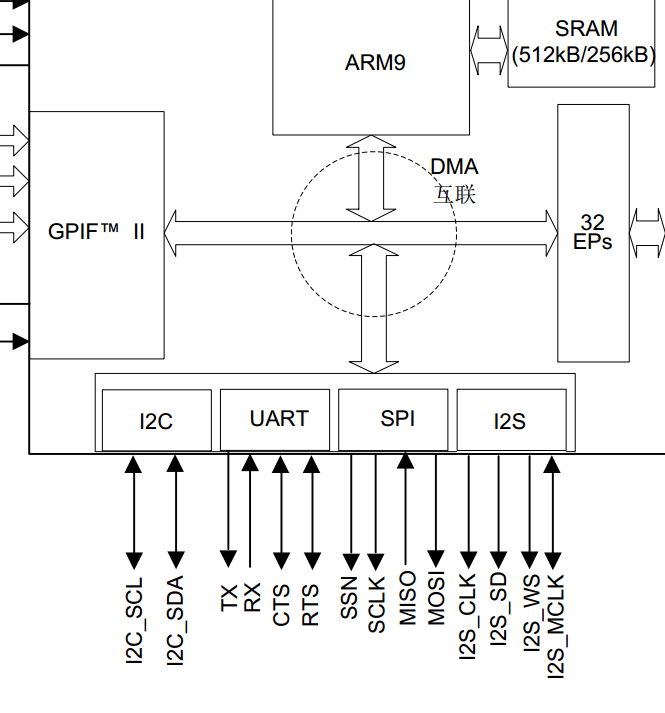 SRAM
(512kB/256kB)
ARM9
DMA
互联
GPIF™ II
32
EPs
I2C
UART
SPI
I2S
I2C_SCL
I2C_SDA
TX
RX
CTS
RTS
SSN
SCLK
MISO
MOSI
I2S_CLK
I2S_SD
I2S_WS
I2S_MCLK